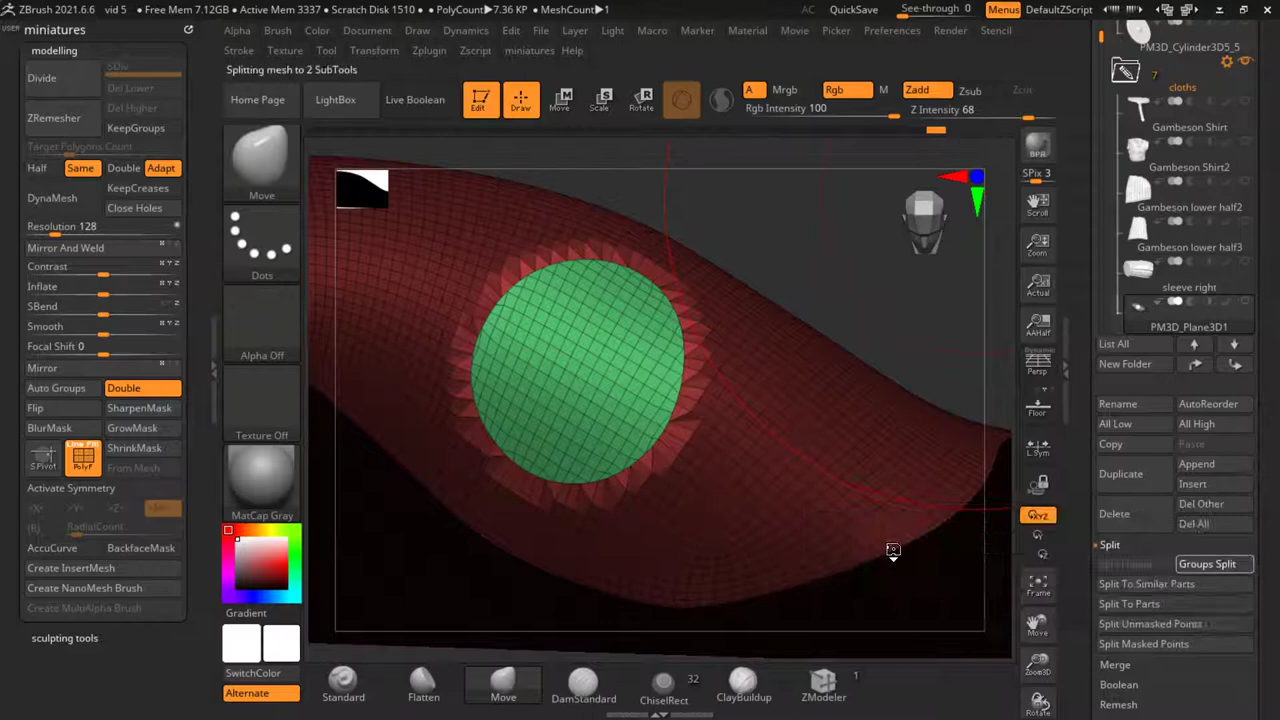 ZBrush 2021.6.6 vid 5 • Free Mem 7.12GB • Active Mem 3337 • Scratch Disk 1510 • PolyCount▶7.36 KP • MeshCount▶1
AC QuickSave See-through 0 Menus DefaultZScript
USER miniatures
Alpha Brush Color Document Draw Dynamics Edit File Layer Light Macro Marker Material Movie Picker Preferences Render Stencil
Stroke Texture Tool Transform Zplugin Zscript miniatures Help
Splitting mesh to 2 SubTools
modelling
Divide
SDiv
Del Lower
Del Higher
ZRemesher
KeepGroups
Target Polygons Count
Half Same Double Adapt
DynaMesh
KeepCreases
Close Holes
Resolution 128
Mirror And Weld
Contrast
Inflate
SBend
Smooth
Focal Shift 0
Mirror
Auto Groups Double
Flip SharpenMask
BlurMask GrowMask
S.Pivot
Line Fill
PolyF
ShrinkMask
From Mesh
Activate Symmetry
>X< >Y< >Z< >M<
(R) RadialCount
AccuCurve BackfaceMask
Create InsertMesh
Create NanoMesh Brush
sculpting tools
Home Page LightBox Live Boolean
Edit Draw Move Scale Rotate
A Mrgb Rgb M Zadd Zsub Zcut
Rgb Intensity 100 Z Intensity 68
Move
Dots
Alpha Off
Texture Off
MatCap Gray
Gradient
SwitchColor
Alternate
Standard Flatten Move DamStandard ChiselRect 32 ClayBuildup ZModeler 1
BPR
SPix 3
Scroll
Zoom
Actual
AAHalf
Dynamic
Persp
Floor
L.Sym
XYZ
Frame
Move
Zoom3D
Rotate
PM3D_Cylinder3D5_5
7
cloths
Gambeson Shirt
Gambeson Shirt2
Gambeson lower half2
Gambeson lower half3
sleeve right
PM3D_Plane3D1
List All
New Folder
Rename AutoReorder
All Low All High
Copy Paste
Duplicate
Append
Insert
Delete
Del Other
Del All
Split
Groups Split
Split To Similar Parts
Split To Parts
Split Unmasked Points
Split Masked Points
Merge
Boolean
Remesh